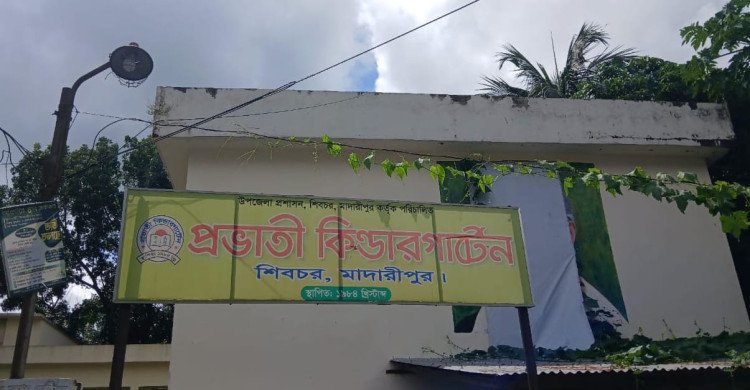 উপজেলা প্রশাসন, শিবচর, মাদারীপুর কর্তৃক পরিচালিত
প্রভাতী কিন্ডারগার্টেন
শিবচর, মাদারীপুর।
স্থাপিত: ১৯৮৪ খ্রিস্টাব্দ